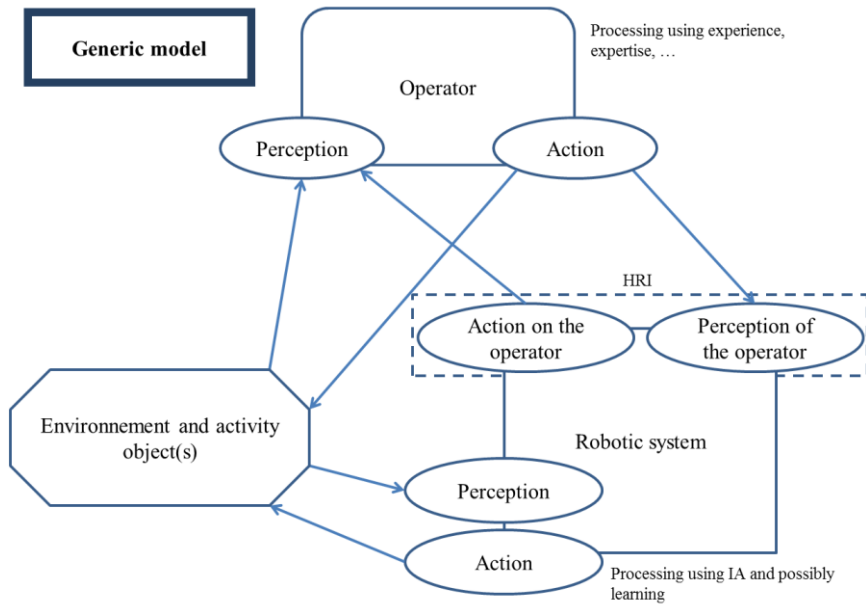 Generic model
Processing using experience,
expertise, …
Operator
Perception
Action
HRI
Action on the
operator
Perception of
the operator
Environnement and activity
object(s)
Robotic system
Perception
Action
Processing using IA and possibly
learning